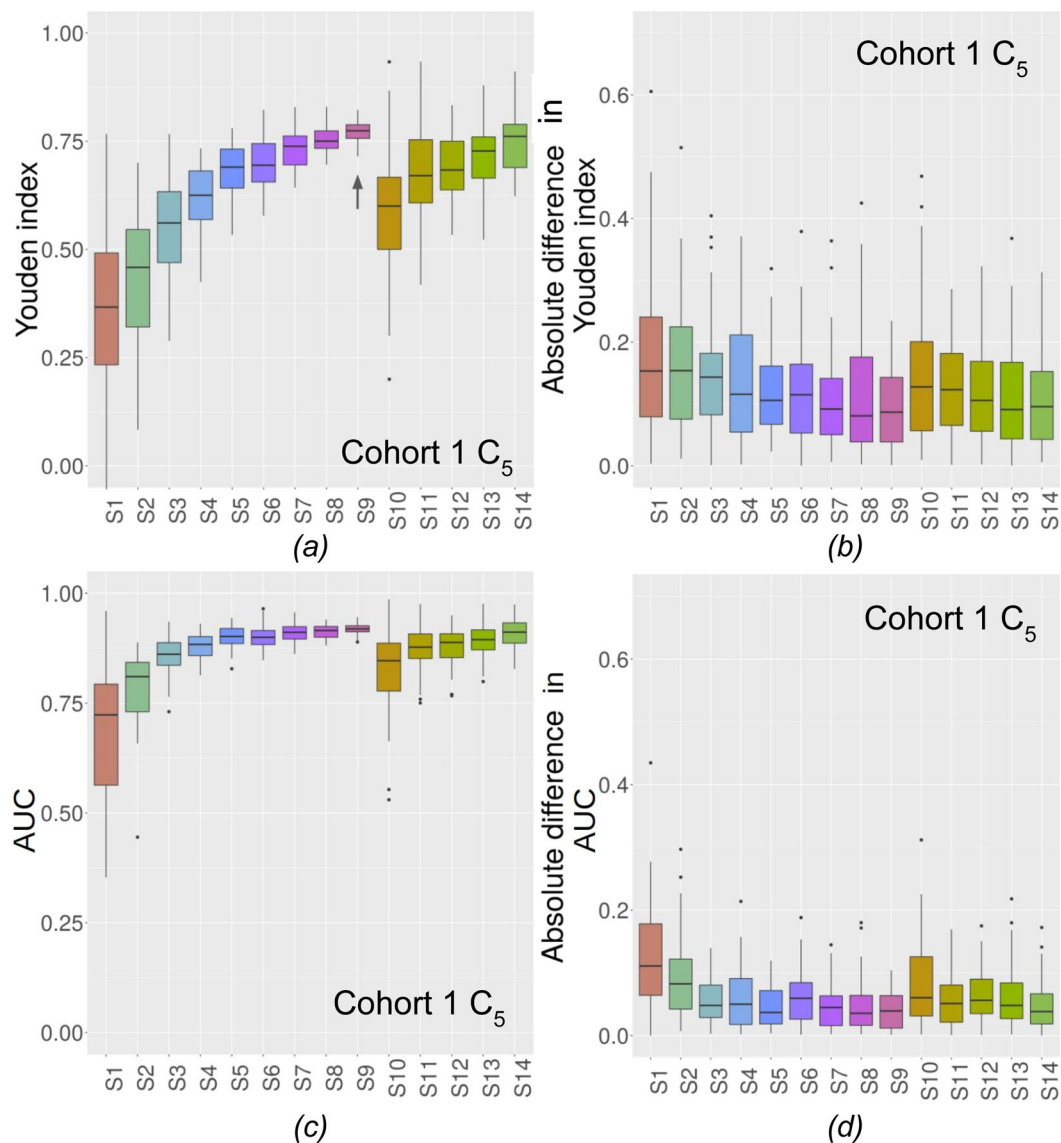 1.00
0.75
0.50
0.25
0.00
Youden index
Cohort 1 C5
S1 S2 S3 S4 S5 S6 S7 S8 S9 S10 S11 S12 S13 S14
(a)
0.6
0.4
0.2
0.0
Absolute difference in
Youden index
Cohort 1 C5
S1 S2 S3 S4 S5 S6 S7 S8 S9 S10 S11 S12 S13 S14
(b)
1.00
0.75
0.50
0.25
0.00
AUC
Cohort 1 C5
S1 S2 S3 S4 S5 S6 S7 S8 S9 S10 S11 S12 S13 S14
(c)
0.6
0.4
0.2
0.0
Absolute difference in
AUC
Cohort 1 C5
S1 S2 S3 S4 S5 S6 S7 S8 S9 S10 S11 S12 S13 S14
(d)